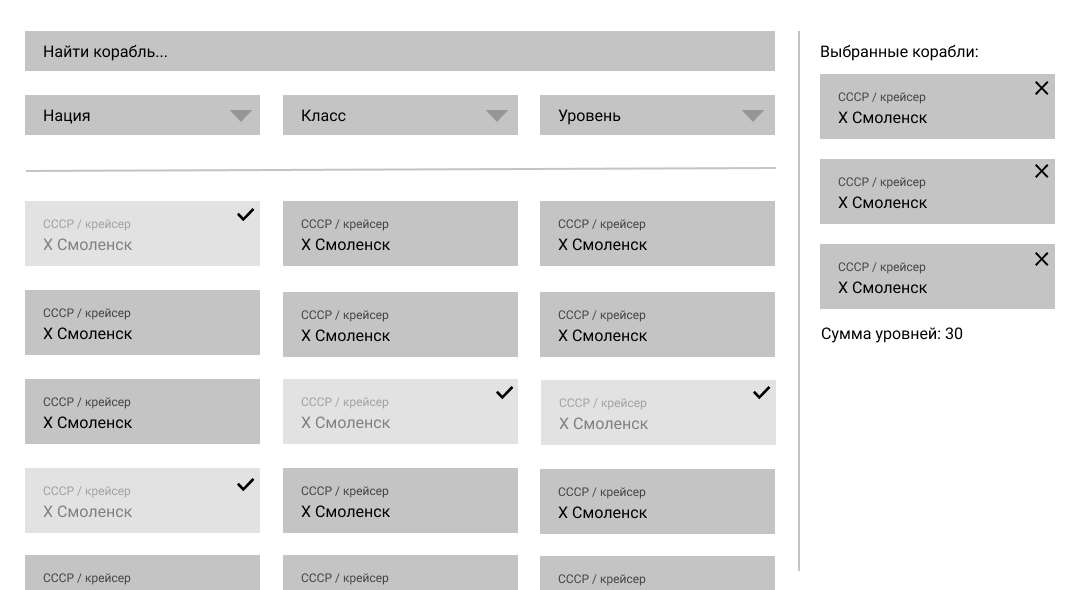 Найти корабль...
Нация
Класс
Уровень
СССР / крейсер
X Смоленск
СССР / крейсер
X Смоленск
СССР / крейсер
X Смоленск
СССР / крейсер
X Смоленск
СССР / крейсер
X Смоленск
СССР / крейсер
X Смоленск
СССР / крейсер
X Смоленск
СССР / крейсер
X Смоленск
СССР / крейсер
X Смоленск
СССР / крейсер
X Смоленск
СССР / крейсер
X Смоленск
СССР / крейсер
X Смоленск
СССР / крейсер
СССР / крейсер
СССР / крейсер
Выбранные корабли:
СССР / крейсер
X Смоленск
СССР / крейсер
X Смоленск
СССР / крейсер
X Смоленск
Сумма уровней: 30